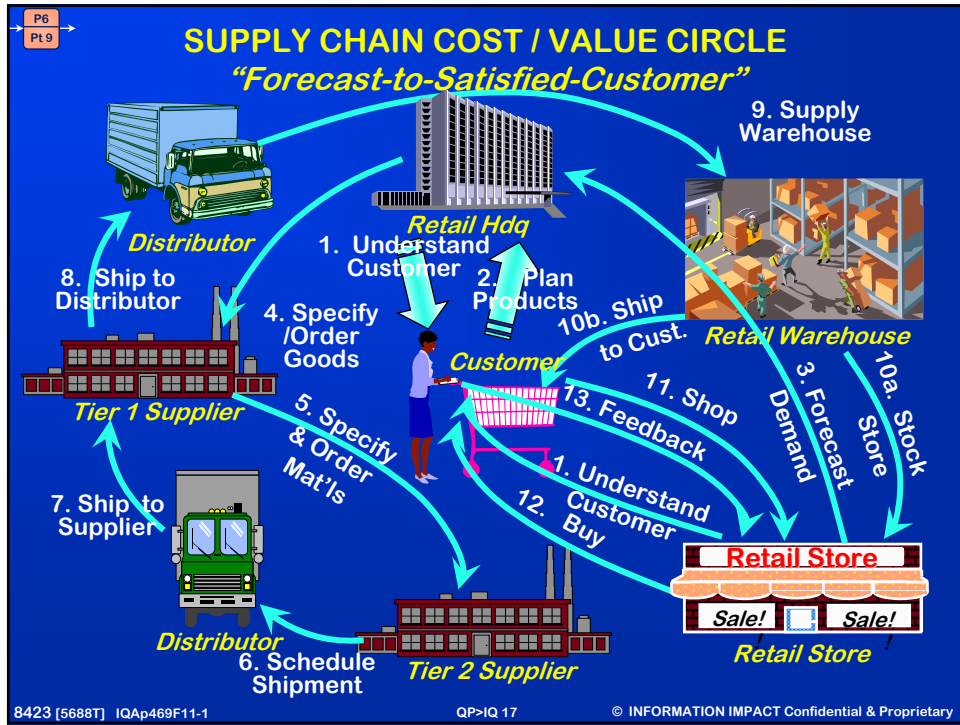 P6
Pt 9
SUPPLY CHAIN COST / VALUE CIRCLE
“Forecast-to-Satisfied-Customer”
9. Supply
Warehouse
Distributor
Retail Hdq
1. Understand
Customer
2. Plan
Products
8. Ship to
Distributor
4. Specify
/Order
Goods
10b. Ship
to Cust.
Retail Warehouse
Customer
Tier 1 Supplier
5. Specify
& Order
Mat'ls
11. Shop
13. Feedback
3. Forecast
Demand
10a. Stock
Store
1. Understand
Customer
12. Buy
7. Ship to
Supplier
Retail Store
Sale!
Sale!
Retail Store
Distributor
6. Schedule
Shipment
Tier 2 Supplier
8423 [5688T] IQAp469F11-1
QP>IQ 17
© INFORMATION IMPACT Confidential & Proprietary